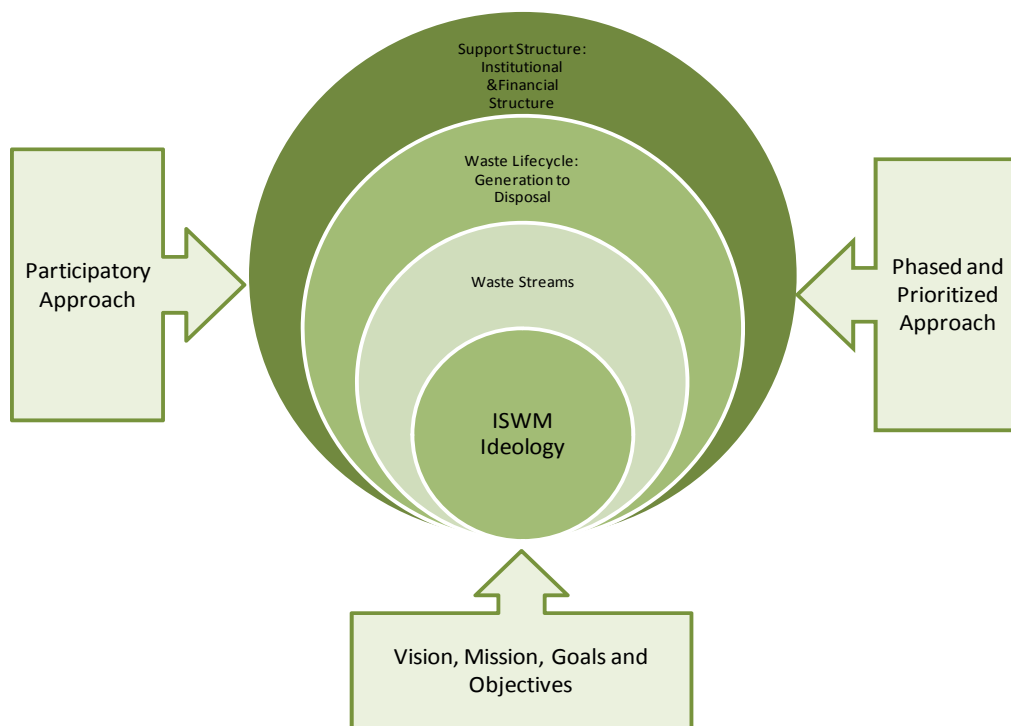 Support Structure:
Institutional
&Financial
Structure
Waste Lifecycle:
Generation to
Disposal
Waste Streams
ISWM
Ideology
Participatory
Approach
Phased and
Prioritized
Approach
Vision, Mission, Goals and
Objectives